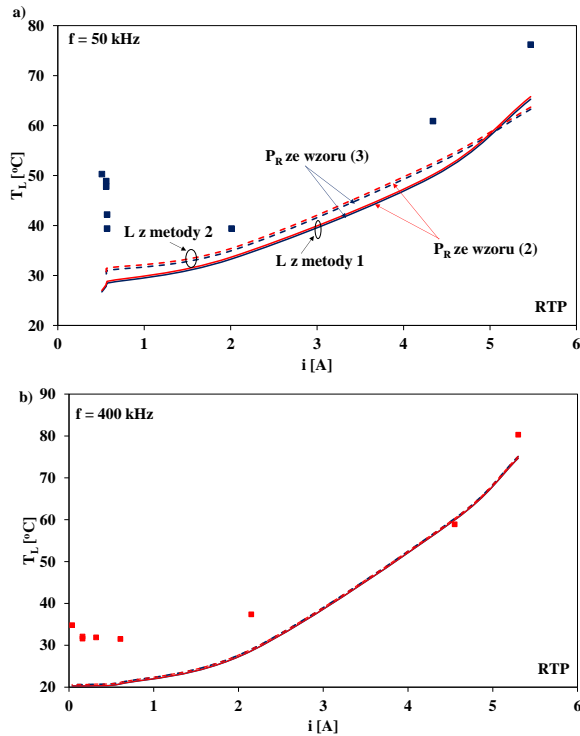 a)
f = 50 kHz
T_L [°C]
80
70
60
50
40
30
20
P_R ze wzoru (3)
L z metody 2
P_R ze wzoru (2)
L z metody 1
RTP
0 1 2 3 4 5 6
i [A]
b)
f = 400 kHz
T_L [°C]
90
80
70
60
50
40
30
20
RTP
0 1 2 3 4 5 6
i [A]